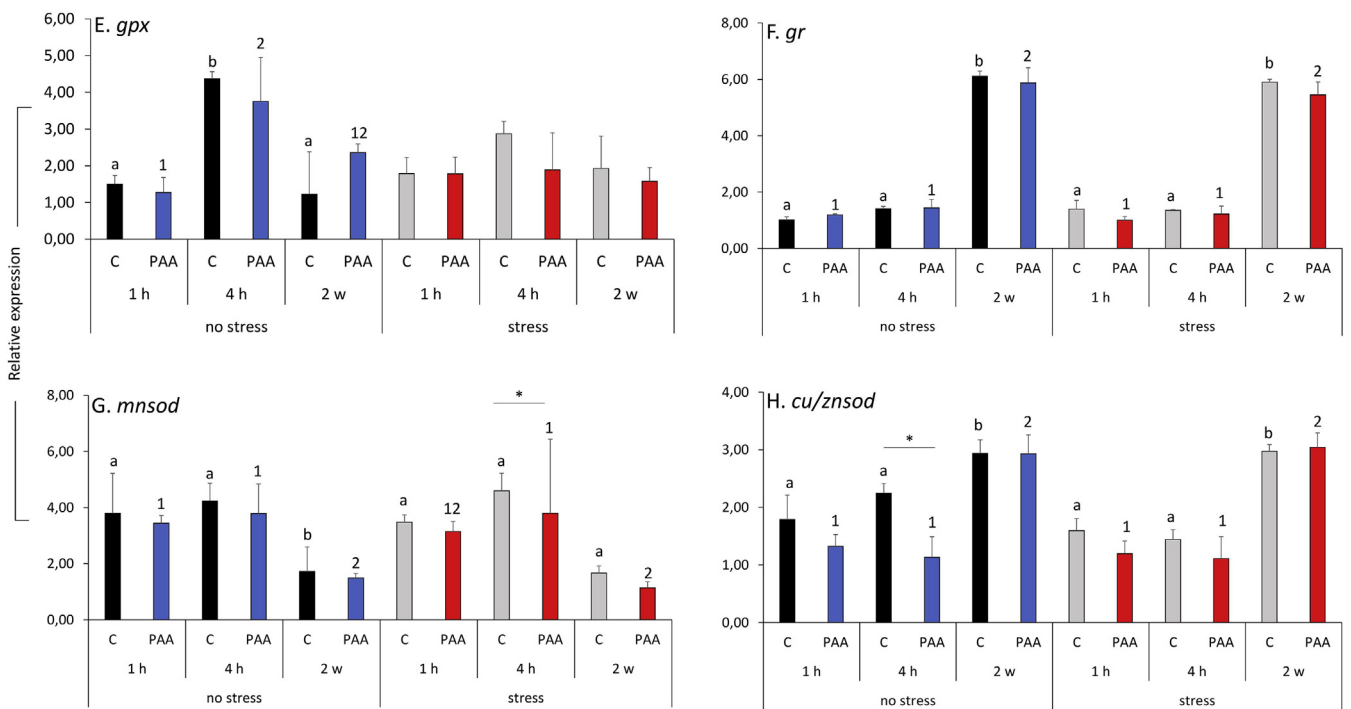 Relative expression
E. gpx
6,00
5,00
4,00
3,00
2,00
1,00
0,00
a 1 b 2 a 12
C PAA C PAA C PAA C PAA C PAA C PAA
1 h 4 h 2 w 1 h 4 h 2 w
no stress stress
F. gr
8,00
6,00
4,00
2,00
0,00
a 1 a 1 b 2 a 1 a 1 b 2
C PAA C PAA C PAA C PAA C PAA C PAA
1 h 4 h 2 w 1 h 4 h 2 w
no stress stress
G. mnsod
8,00
6,00
4,00
2,00
0,00
*
a 1 a 1 b 2 a 12 a 1 a 2
C PAA C PAA C PAA C PAA C PAA C PAA
1 h 4 h 2 w 1 h 4 h 2 w
no stress stress
H. cu/znsod
4,00
3,00
2,00
1,00
0,00
*
a 1 a 1 b 2 a 1 a 1 b 2
C PAA C PAA C PAA C PAA C PAA C PAA
1 h 4 h 2 w 1 h 4 h 2 w
no stress stress